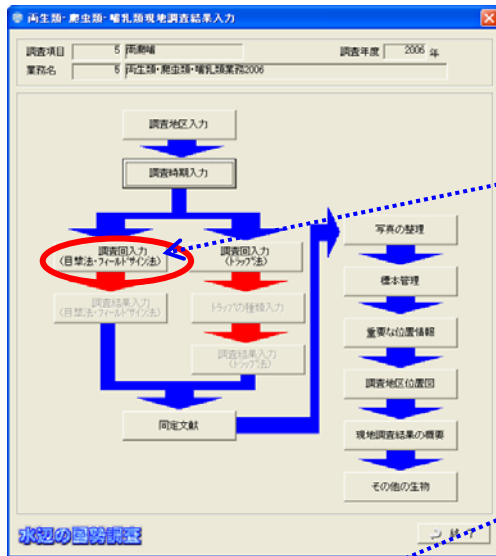 両生類・爬虫類・哺乳類現地調査結果入力
調査項目 5 両爬哺 調査年度 2006 年
業務名 5 両生類・爬虫類・哺乳類業務2006
調査地区入力
調査時期入力
調査回入力
(目撃法・フィールドサイン法)
調査回入力
(トラップ法)
調査結果入力
(目撃法・フィールドサイン法)
トラップの種類入力
調査結果入力
(トラップ法)
同定文献
写真の整理
標本管理
重要な位置情報
調査地区位置図
現地調査結果の概要
その他の生物
水辺の国勢調査
終了